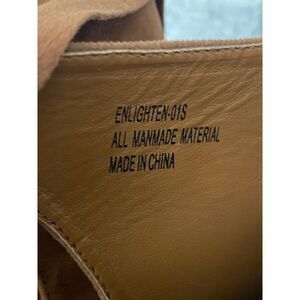 ENLIGHTEN-01S
ALL MANMADE MATERIAL
MADE IN CHINA